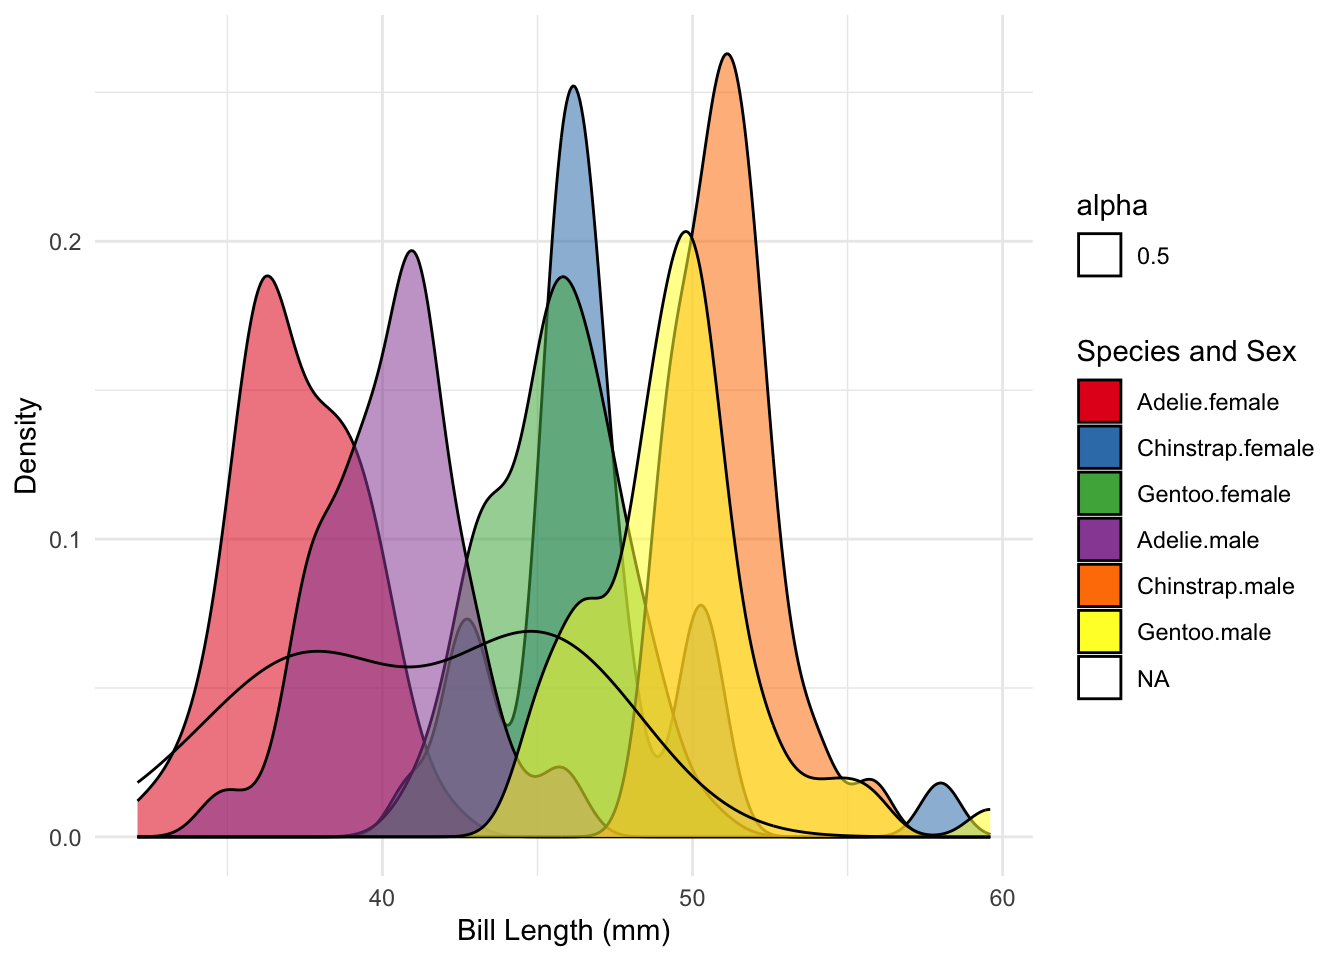 Density
0.2
0.1
0.0
40
50
60
Bill Length (mm)
alpha
0.5
Species and Sex
Adelie.female
Chinstrap.female
Gentoo.female
Adelie.male
Chinstrap.male
Gentoo.male
NA